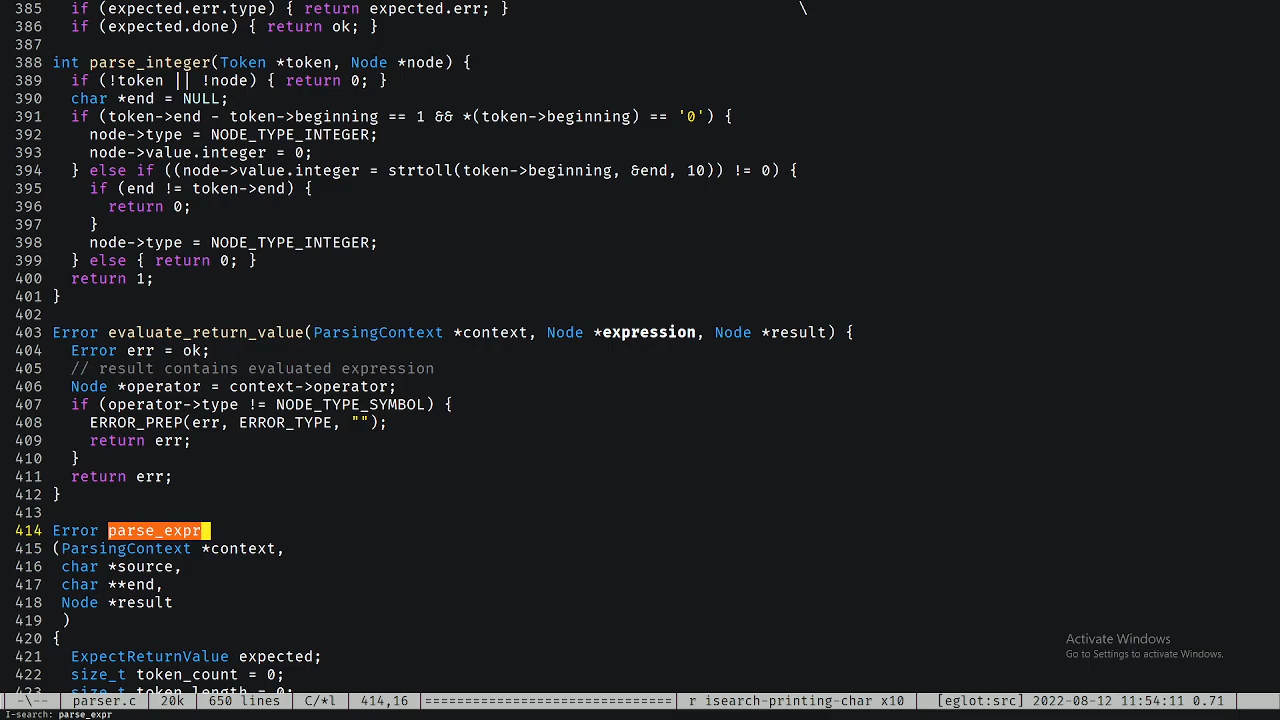 385   if (expected.err.type) { return expected.err; }                                \
386   if (expected.done) { return ok; }
387
388 int parse_integer(Token *token, Node *node) {
389   if (!token || !node) { return 0; }
390   char *end = NULL;
391   if (token->end - token->beginning == 1 && *(token->beginning) == '0') {
392     node->type = NODE_TYPE_INTEGER;
393     node->value.integer = 0;
394   } else if ((node->value.integer = strtoll(token->beginning, &end, 10)) != 0) {
395     if (end != token->end) {
396       return 0;
397     }
398     node->type = NODE_TYPE_INTEGER;
399   } else { return 0; }
400   return 1;
401 }
402
403 Error evaluate_return_value(ParsingContext *context, Node *expression, Node *result) {
404   Error err = ok;
405   // result contains evaluated expression
406   Node *operator = context->operator;
407   if (operator->type != NODE_TYPE_SYMBOL) {
408     ERROR_PREP(err, ERROR_TYPE, "");
409     return err;
410   }
411   return err;
412 }
413
414 Error parse_expr
415 (ParsingContext *context,
416  char *source,
417  char **end,
418  Node *result
419  )
420 {
421   ExpectReturnValue expected;
422   size_t token_count = 0;
423   size_t token_length = 0;
Activate Windows
Go to Settings to activate Windows.
-\-- parser.c 20k 650 lines C/*l 414,16 =========================== r isearch-printing-char x10 [eglot:src] 2022-08-12 11:54:11 0.71
I-search: parse_expr